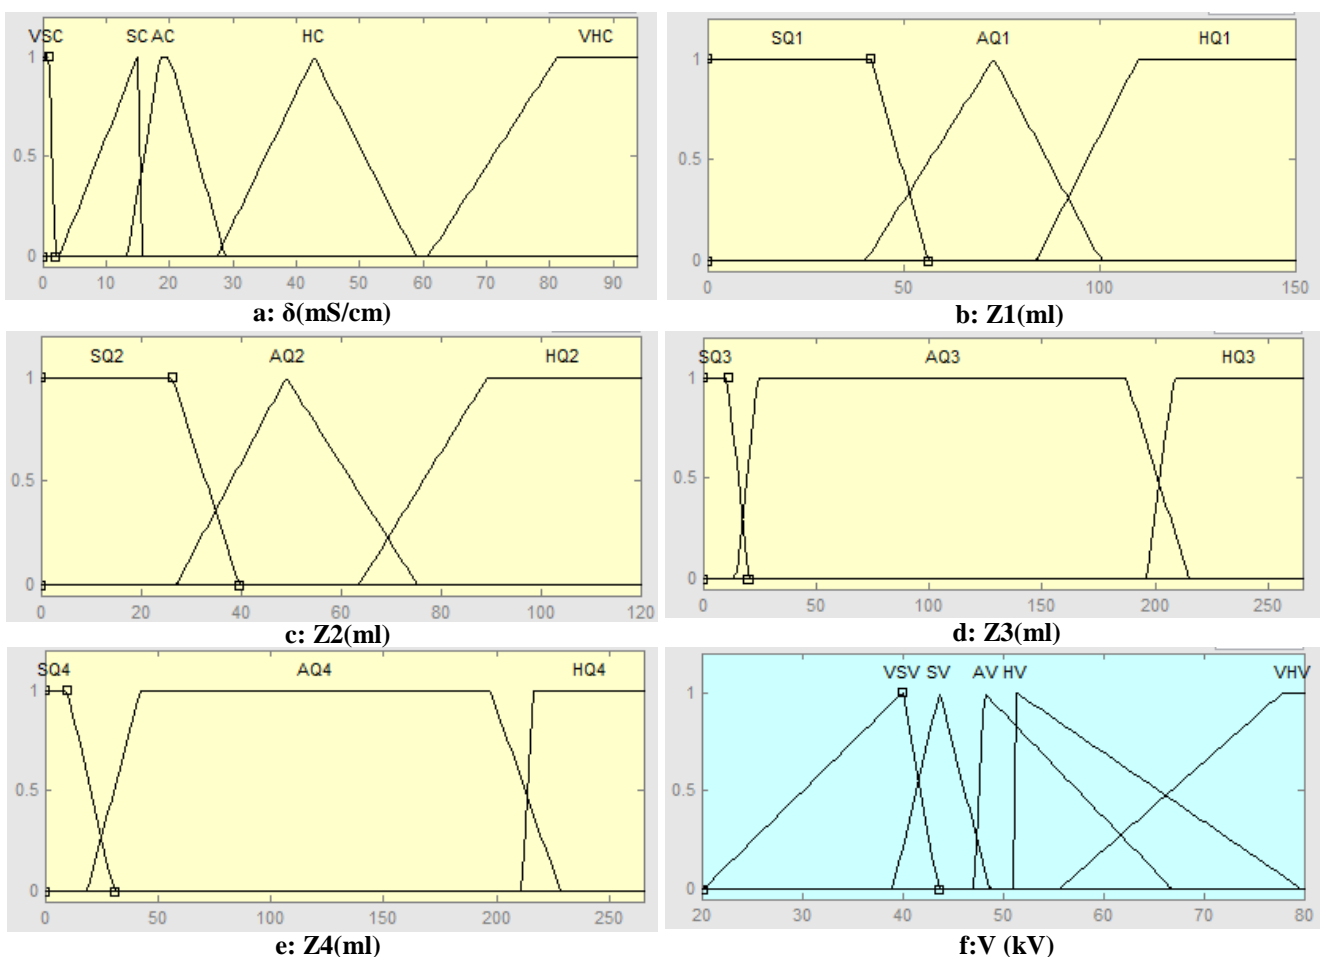 VSC SC AC HC VHC
1
0.5
0
0 10 20 30 40 50 60 70 80 90
a: δ(mS/cm)
SQ1 AQ1 HQ1
1
0.5
0
0 50 100 150
b: Z1(ml)
SQ2 AQ2 HQ2
1
0.5
0
0 20 40 60 80 100 120
c: Z2(ml)
SQ3 AQ3 HQ3
1
0.5
0
0 50 100 150 200 250
d: Z3(ml)
SQ4 AQ4 HQ4
1
0.5
0
0 50 100 150 200 250
e: Z4(ml)
VSV SV AV HV VHV
1
0.5
0
20 30 40 50 60 70 80
f:V (kV)